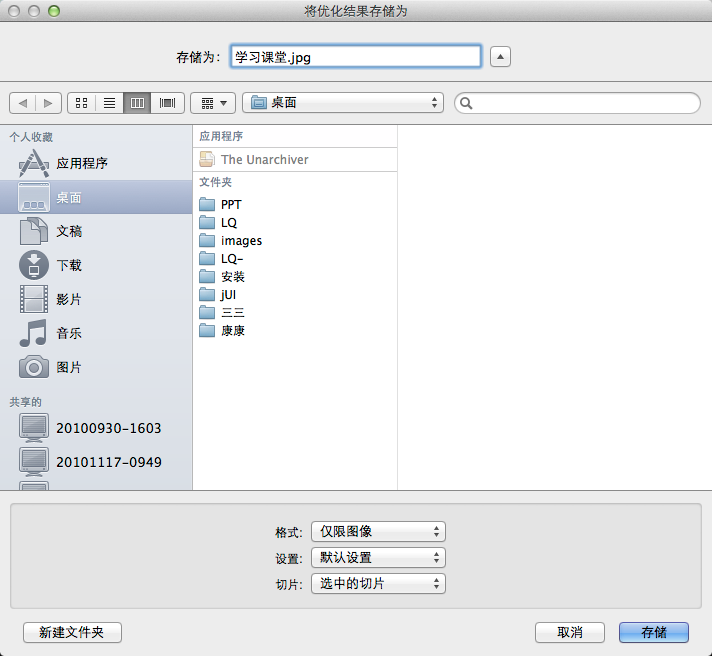 将优化结果存储为
存储为: 学习课堂.jpg
桌面
个人收藏
应用程序
桌面
文稿
下载
影片
音乐
图片
共享的
20100930-1603
20101117-0949
应用程序
The Unarchiver
文件夹
PPT
LQ
images
LQ-
安装
jUI
三三
康康
格式: 仅限图像
设置: 默认设置
切片: 选中的切片
新建文件夹 取消 存储